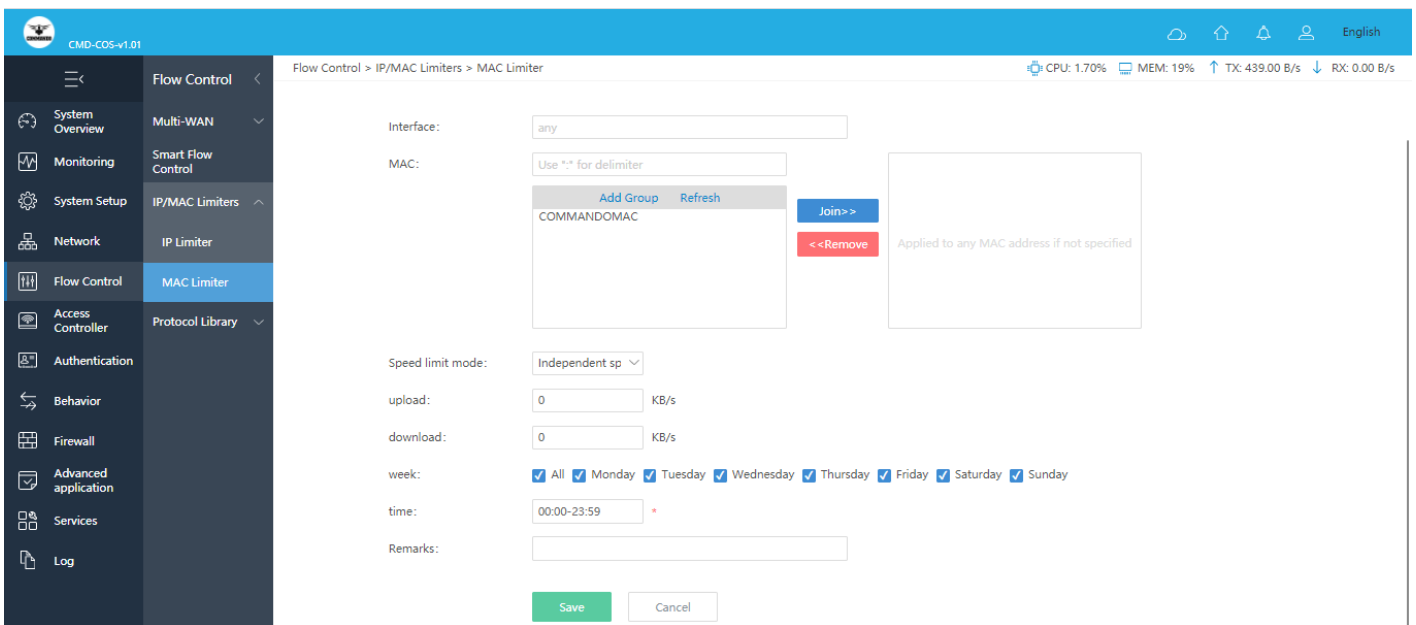 COMMANDO
CMD-COS-v1.01
English
Flow Control
Flow Control > IP/MAC Limiters > MAC Limiter
CPU: 1.70% MEM: 19% TX: 439.00 B/s RX: 0.00 B/s
System Overview
Monitoring
System Setup
Network
Flow Control
Access Controller
Authentication
Behavior
Firewall
Advanced application
Services
Log
Multi-WAN
Smart Flow Control
IP/MAC Limiters
IP Limiter
MAC Limiter
Protocol Library
Interface: any
MAC: Use ":" for delimiter
Add Group Refresh
COMMANDOMAC
Join>>
<<Remove
Applied to any MAC address if not specified
Speed limit mode: Independent sp
upload: 0 KB/s
download: 0 KB/s
week: All Monday Tuesday Wednesday Thursday Friday Saturday Sunday
time: 00:00-23:59 *
Remarks:
Save Cancel